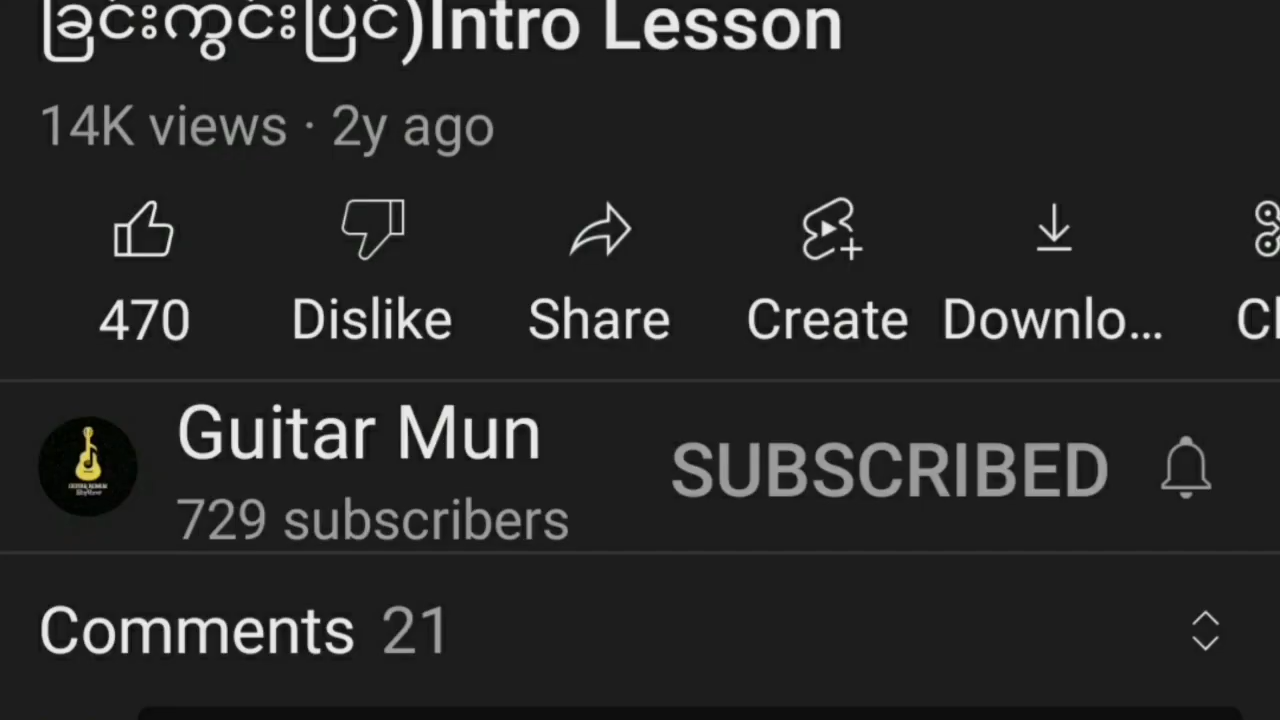 ခြင်းကွင်းပြင်)Intro Lesson
14K views · 2y ago
470 Dislike Share Create Downlo...
Guitar Mun
729 subscribers
SUBSCRIBED
Comments 21